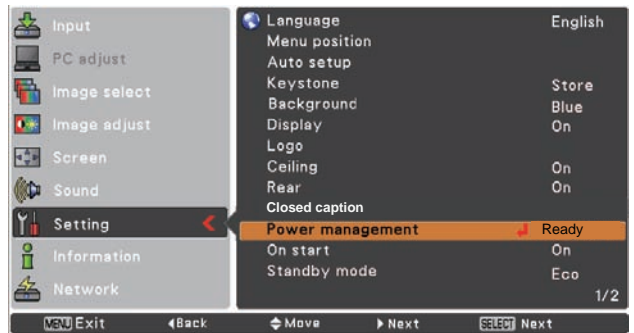 Input
PC adjust
Image select
Image adjust
Screen
Sound
Setting
Information
Network
Language English
Menu position
Auto setup
Keystone Store
Background Blue
Display On
Logo
Ceiling On
Rear On
Closed caption
Power management Ready
On start On
Standby mode Eco
1/2
MENU Exit Back Move Next SELECT Next